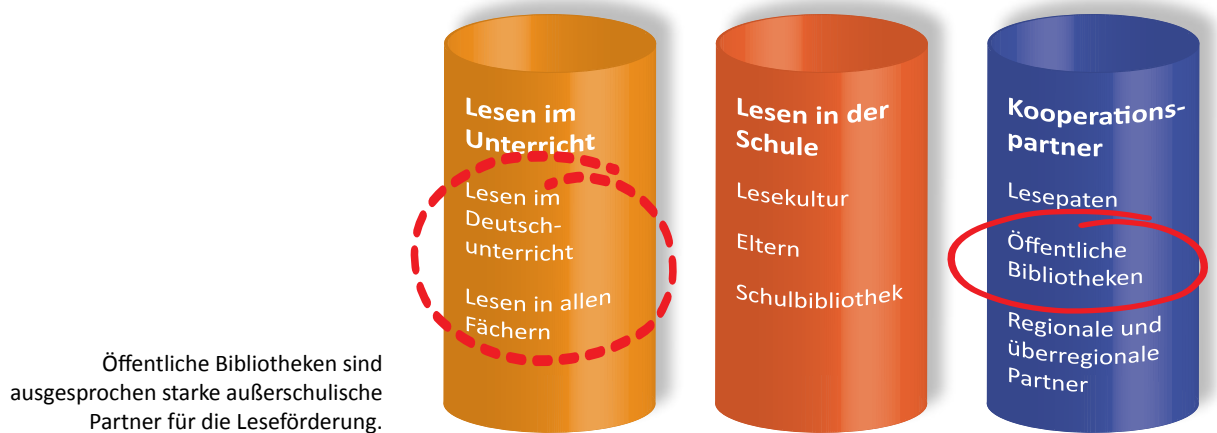 Lesen im
Unterricht
Lesen im
Deutsch-
unterricht
Lesen in allen
Fächern
Lesen in der
Schule
Lesekultur
Eltern
Schulbibliothek
Kooperations-
partner
Lesepaten
Öffentliche
Bibliotheken
Regionale und
überregionale
Partner
Öffentliche Bibliotheken sind
ausgesprochen starke außerschulische
Partner für die Leseförderung.